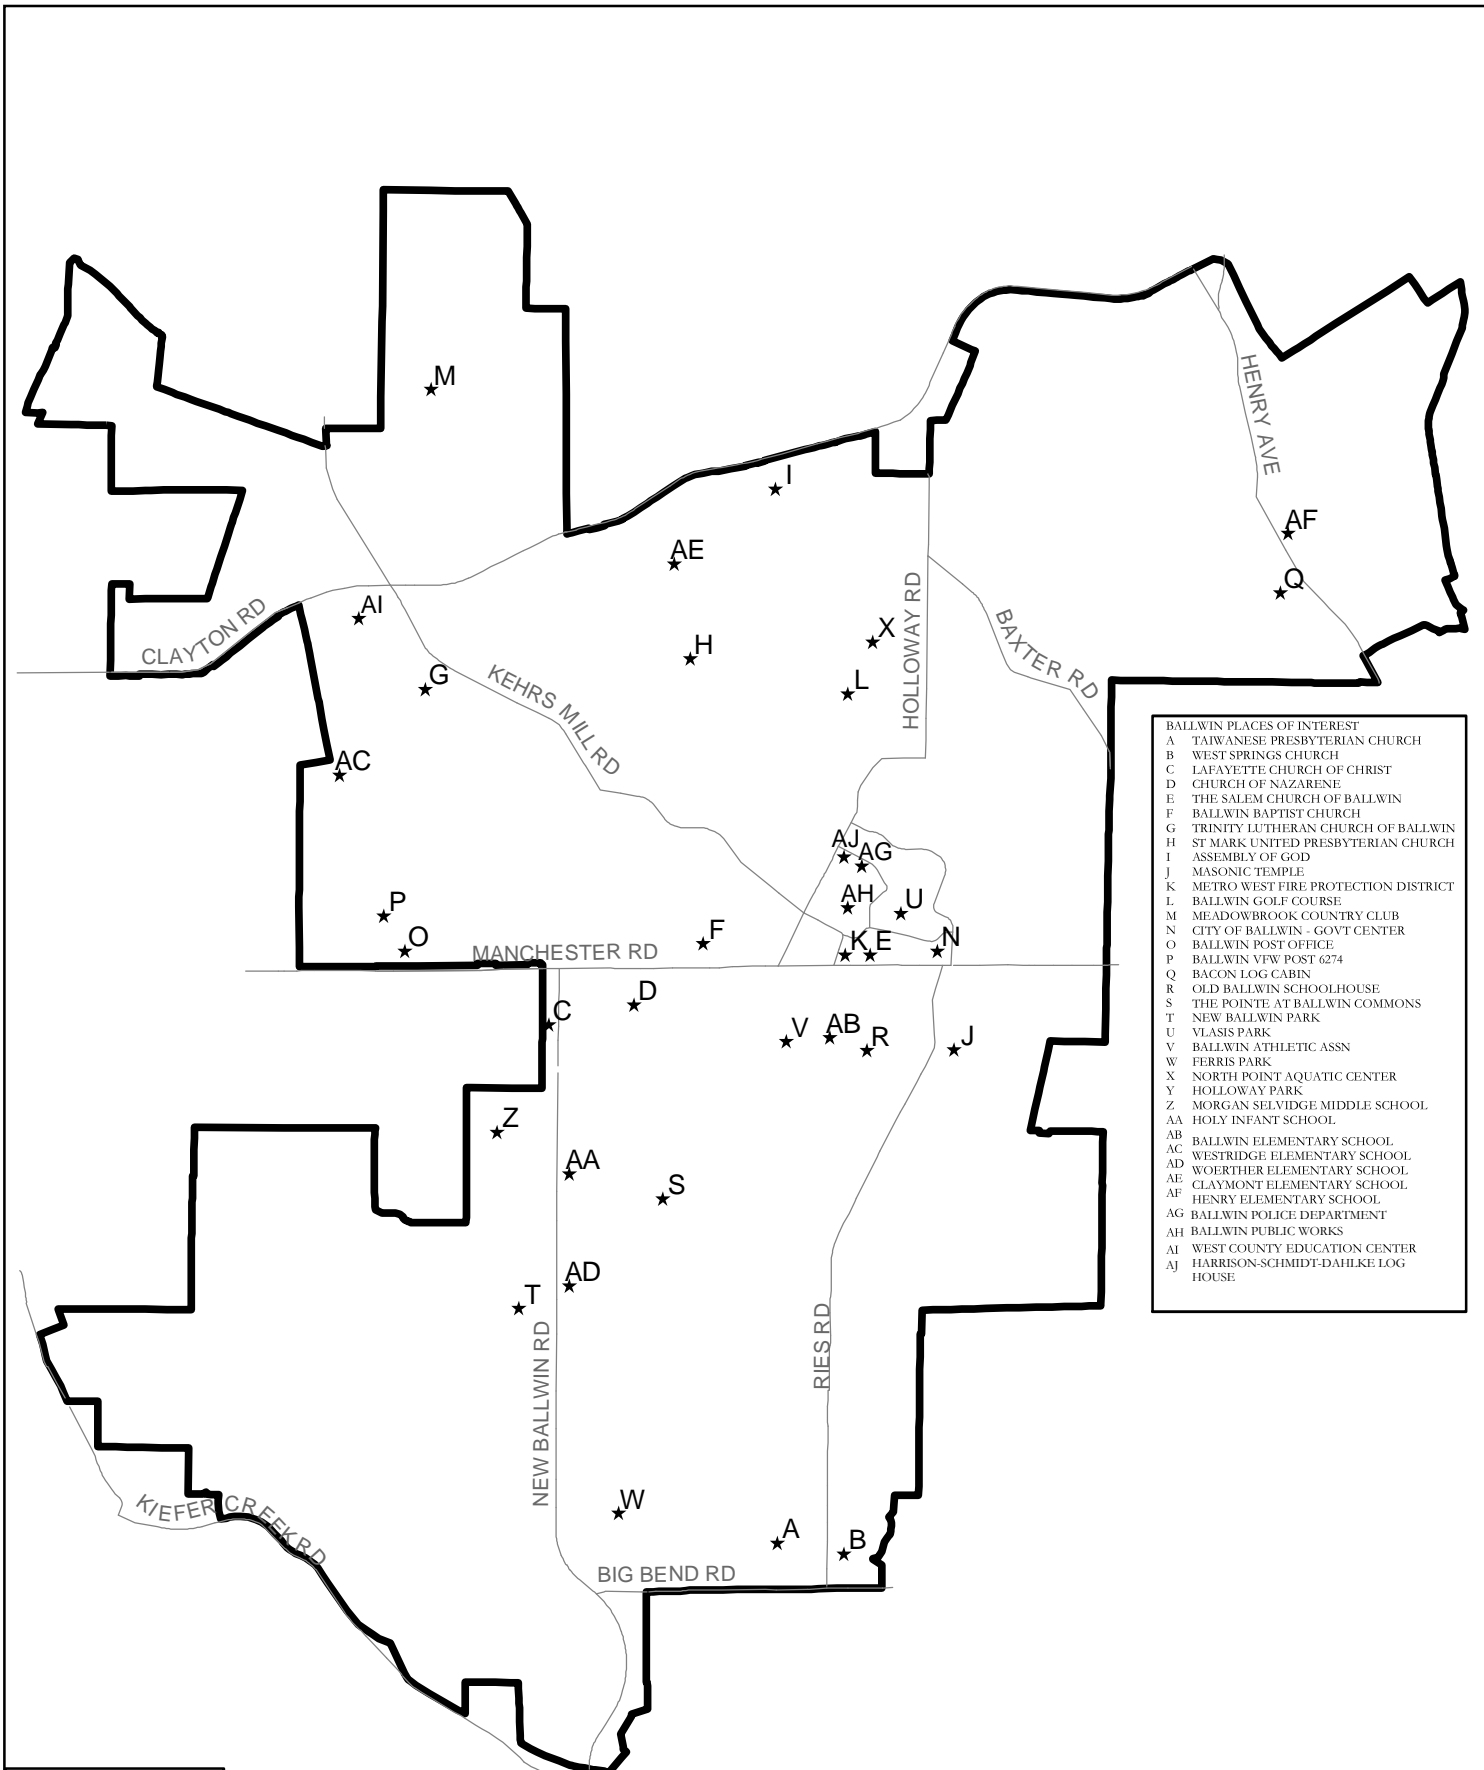 M
HENRY AVE
I
AF
AE
Q
AI
HOLLOWAY RD
BAXTER RD
CLAYTON RD
X
H
G
KEHRS MILL RD
L
AC
AJ
AG
AH
P
U
F
O
MANCHESTER RD
K
E
N
D
C
V
AB
R
J
Z
AA
S
AD
T
NEW BALLWIN RD
RIES RD
W
KIEFER CREEK RD
A
B
BIG BEND RD
BALLWIN PLACES OF INTEREST
A TAIWANESE PRESBYTERIAN CHURCH
B WEST SPRINGS CHURCH
C LAFAYETTE CHURCH OF CHRIST
D CHURCH OF NAZARENE
E THE SALEM CHURCH OF BALLWIN
F BALLWIN BAPTIST CHURCH
G TRINITY LUTHERAN CHURCH OF BALLWIN
H ST MARK UNITED PRESBYTERIAN CHURCH
I ASSEMBLY OF GOD
J MASONIC TEMPLE
K METRO WEST FIRE PROTECTION DISTRICT
L BALLWIN GOLF COURSE
M MEADOWBROOK COUNTRY CLUB
N CITY OF BALLWIN - GOVT CENTER
O BALLWIN POST OFFICE
P BALLWIN VFW POST 6274
Q BACON LOG CABIN
R OLD BALLWIN SCHOOLHOUSE
S THE POINTE AT BALLWIN COMMONS
T NEW BALLWIN PARK
U VLASIS PARK
V BALLWIN ATHLETIC ASSN
W FERRIS PARK
X NORTH POINT AQUATIC CENTER
Y HOLLOWAY PARK
Z MORGAN SELVIDGE MIDDLE SCHOOL
AA HOLY INFANT SCHOOL
AB BALLWIN ELEMENTARY SCHOOL
AC WESTRIDGE ELEMENTARY SCHOOL
AD WOERTHER ELEMENTARY SCHOOL
AE CLAYMONT ELEMENTARY SCHOOL
AF HENRY ELEMENTARY SCHOOL
AG BALLWIN POLICE DEPARTMENT
AH BALLWIN PUBLIC WORKS
AI WEST COUNTY EDUCATION CENTER
AJ HARRISON-SCHMIDT-DAHLKE LOG
HOUSE